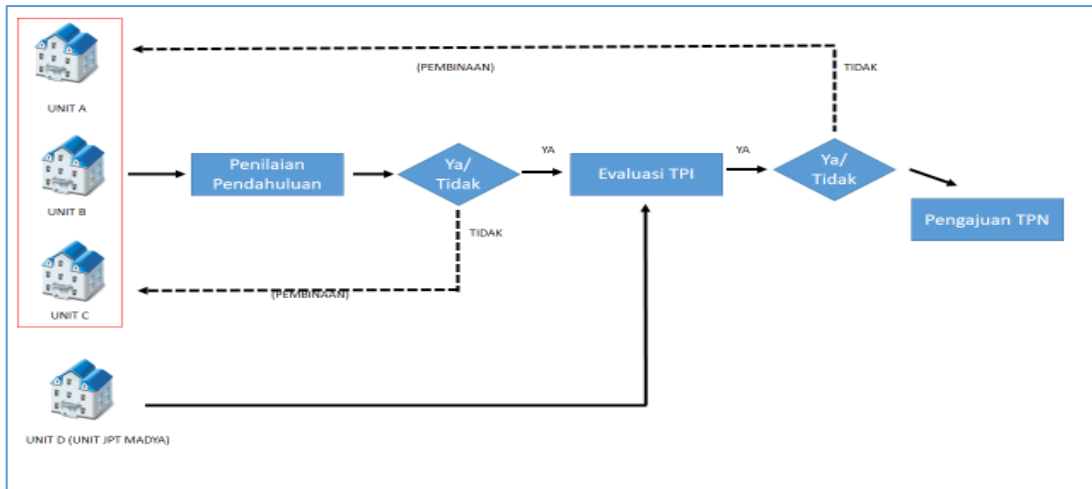 UNIT A
(PEMBINAAN)
TIDAK
UNIT B
Penilaian
Pendahuluan
Ya/
Tidak
YA
Evaluasi TPI
YA
Ya/
Tidak
Pengajuan TPN
TIDAK
(PEMBINAAN)
UNIT C
UNIT D (UNIT JPT MADYA)